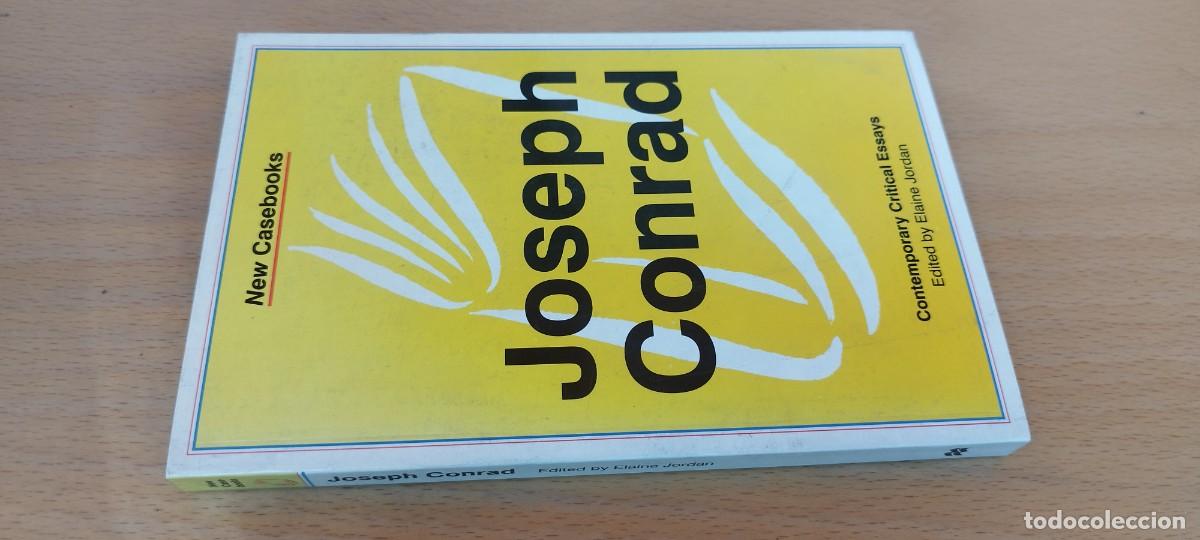 New Casebooks
Joseph
Conrad
Contemporary Critical Essays
Edited by Elaine Jordan
Joseph Conrad Edited by Elaine Jordan
todocoleccion